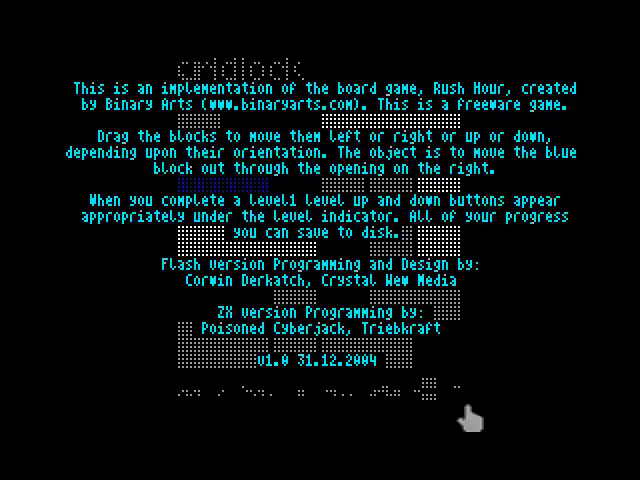 This is an implementation of the board game, Rush Hour, created
by Binary Arts (www.binaryarts.com). This is a freeware game.
Drag the blocks to move them left or right or up or down,
depending upon their orientation. The object is to move the blue
block out through the opening on the right.
When you complete a level1 level up and down buttons appear
appropriately under the level indicator. All of your progress
you can save to disk.
Flash version Programming and Design by:
Corwin Derkatch, Crystal Wew Media
ZX version Programming by:
Poisoned Cyberjack, Triebkraft
v1.0 31.12.2004